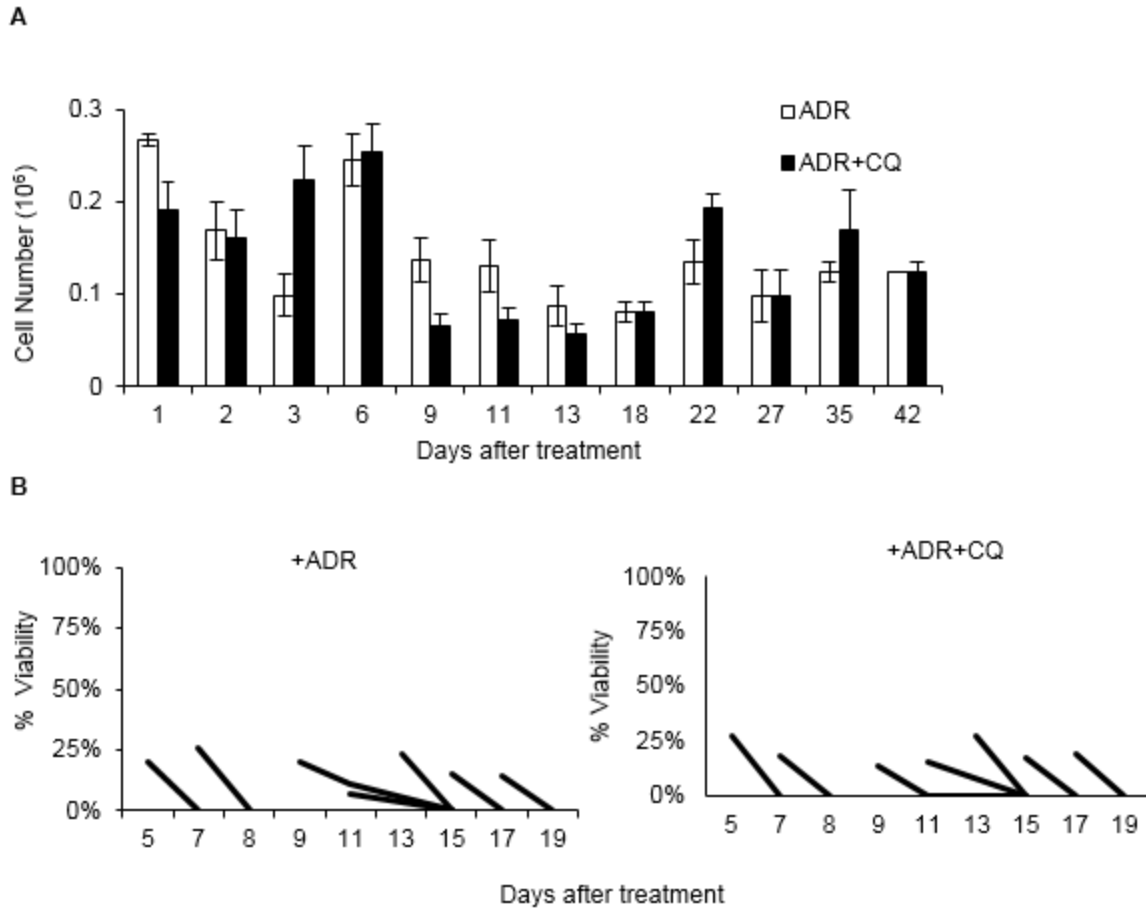 A
0.3
0.2
0.1
0
Cell Number (10⁶)
ADR
ADR+CQ
1 2 3 6 9 11 13 18 22 27 35 42
Days after treatment
B
+ADR
100%
75%
50%
25%
0%
% Viability
5 7 8 9 11 13 15 17 19
+ADR+CQ
100%
75%
50%
25%
0%
% Viability
5 7 8 9 11 13 15 17 19
Days after treatment